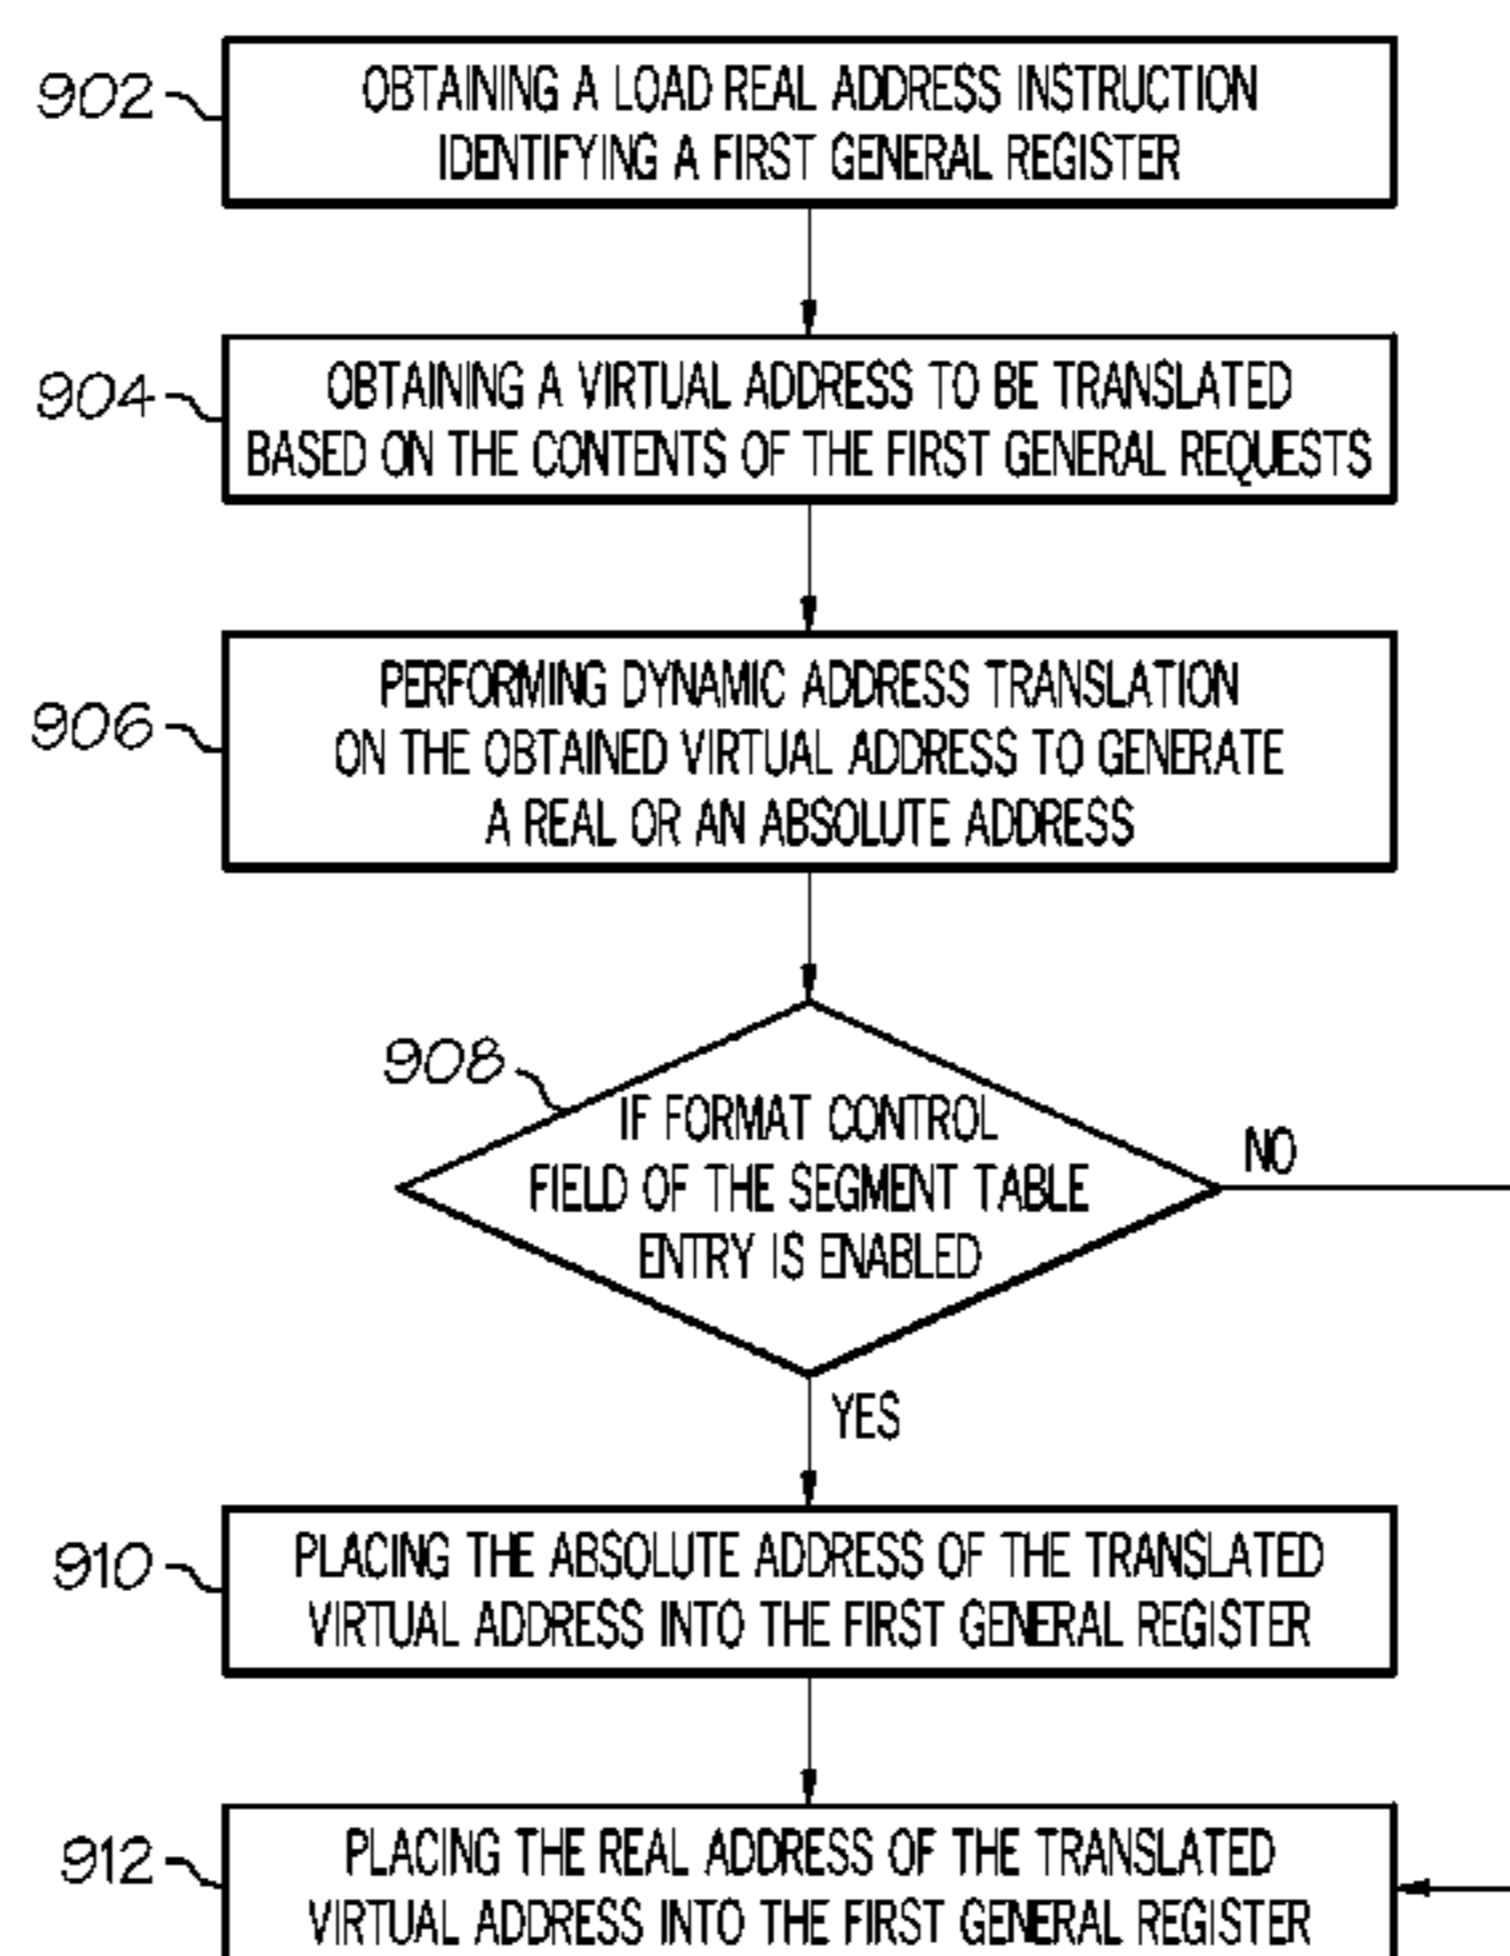 902
OBTAINING A LOAD REAL ADDRESS INSTRUCTION
IDENTIFYING A FIRST GENERAL REGISTER
904
OBTAINING A VIRTUAL ADDRESS TO BE TRANSLATED
BASED ON THE CONTENTS OF THE FIRST GENERAL REQUESTS
906
PERFORMING DYNAMIC ADDRESS TRANSLATION
ON THE OBTAINED VIRTUAL ADDRESS TO GENERATE
A REAL OR AN ABSOLUTE ADDRESS
908
IF FORMAT CONTROL
FIELD OF THE SEGMENT TABLE
ENTRY IS ENABLED
NO
YES
910
PLACING THE ABSOLUTE ADDRESS OF THE TRANSLATED
VIRTUAL ADDRESS INTO THE FIRST GENERAL REGISTER
912
PLACING THE REAL ADDRESS OF THE TRANSLATED
VIRTUAL ADDRESS INTO THE FIRST GENERAL REGISTER